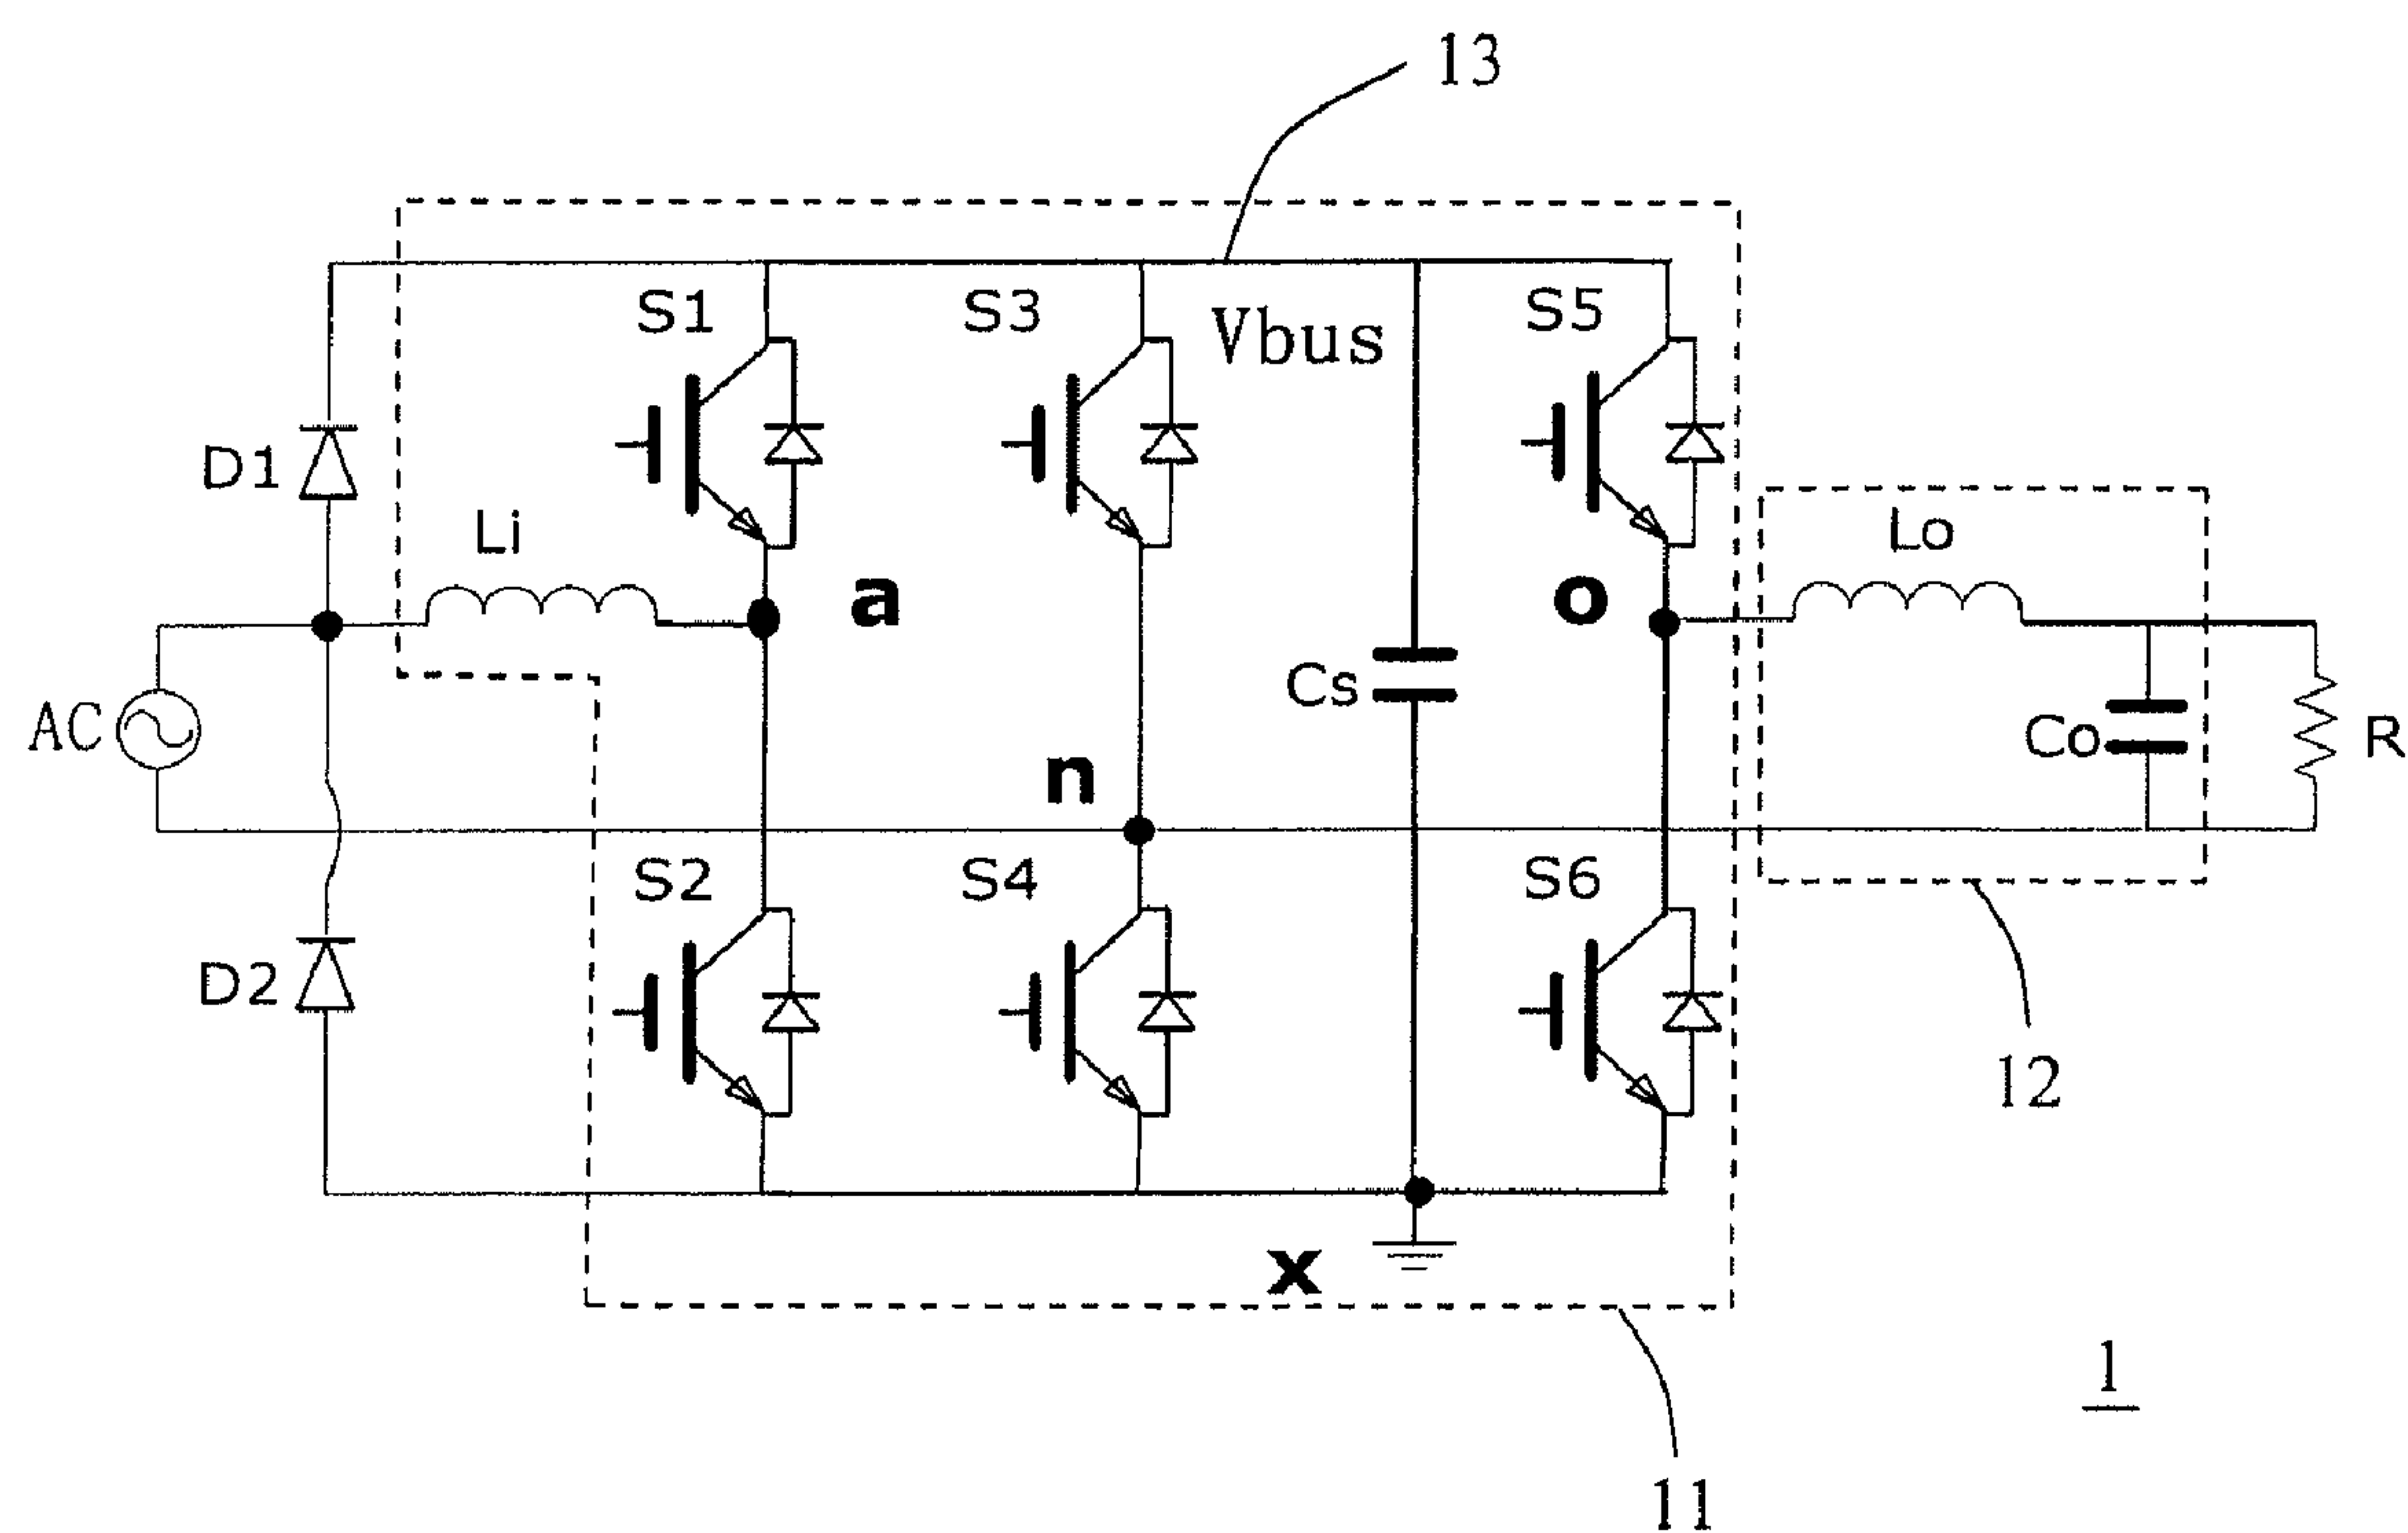 13
S1 S3 Vbus S5
D1 Li a o Lo
AC n Cs Co R
S2 S4 S6
D2
12
x
1
11